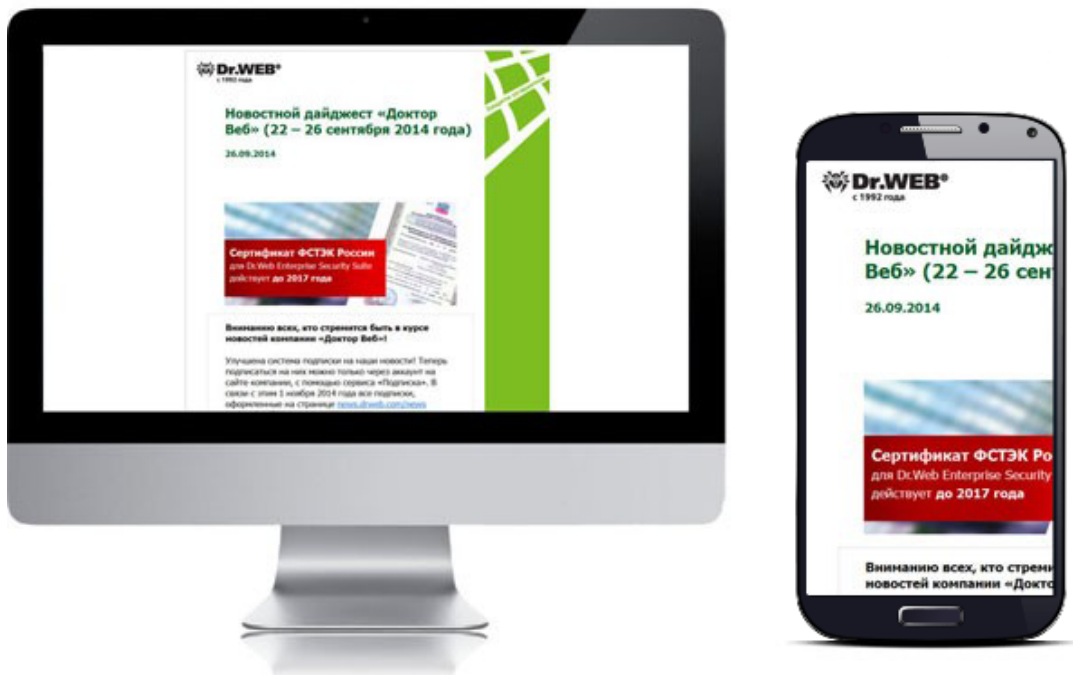 Dr.WEB®
с 1992 года
Новостной дайджест «Доктор
Веб» (22 – 26 сентября 2014 года)
26.09.2014
Сертификат ФСТЭК России
для Dr.Web Enterprise Security Suite
действует до 2017 года
Вниманию всех, кто стремится быть в курсе
новостей компании «Доктор Веб»!
Улучшена система подписки на наши новости! Теперь
подписаться на них можно только через аккаунт на
сайте компании, с помощью сервиса «Подписка». В
связи с этим 1 ноября 2014 года все подписки,
оформленные на странице news.drweb.com/news
Dr.WEB®
с 1992 года
Новостной дайдж
Веб» (22 – 26 сен
26.09.2014
Сертификат ФСТЭК Ро
для Dr.Web Enterprise Security
действует до 2017 года
Вниманию всех, кто стреми
новостей компании «Докто